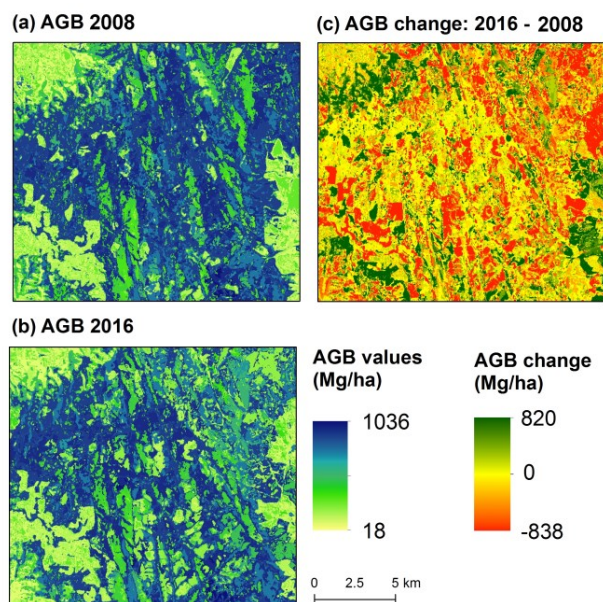 (a) AGB 2008
(c) AGB change: 2016 - 2008
(b) AGB 2016
AGB values
(Mg/ha)
1036
18
AGB change
(Mg/ha)
820
0
-838
0 2.5 5 km